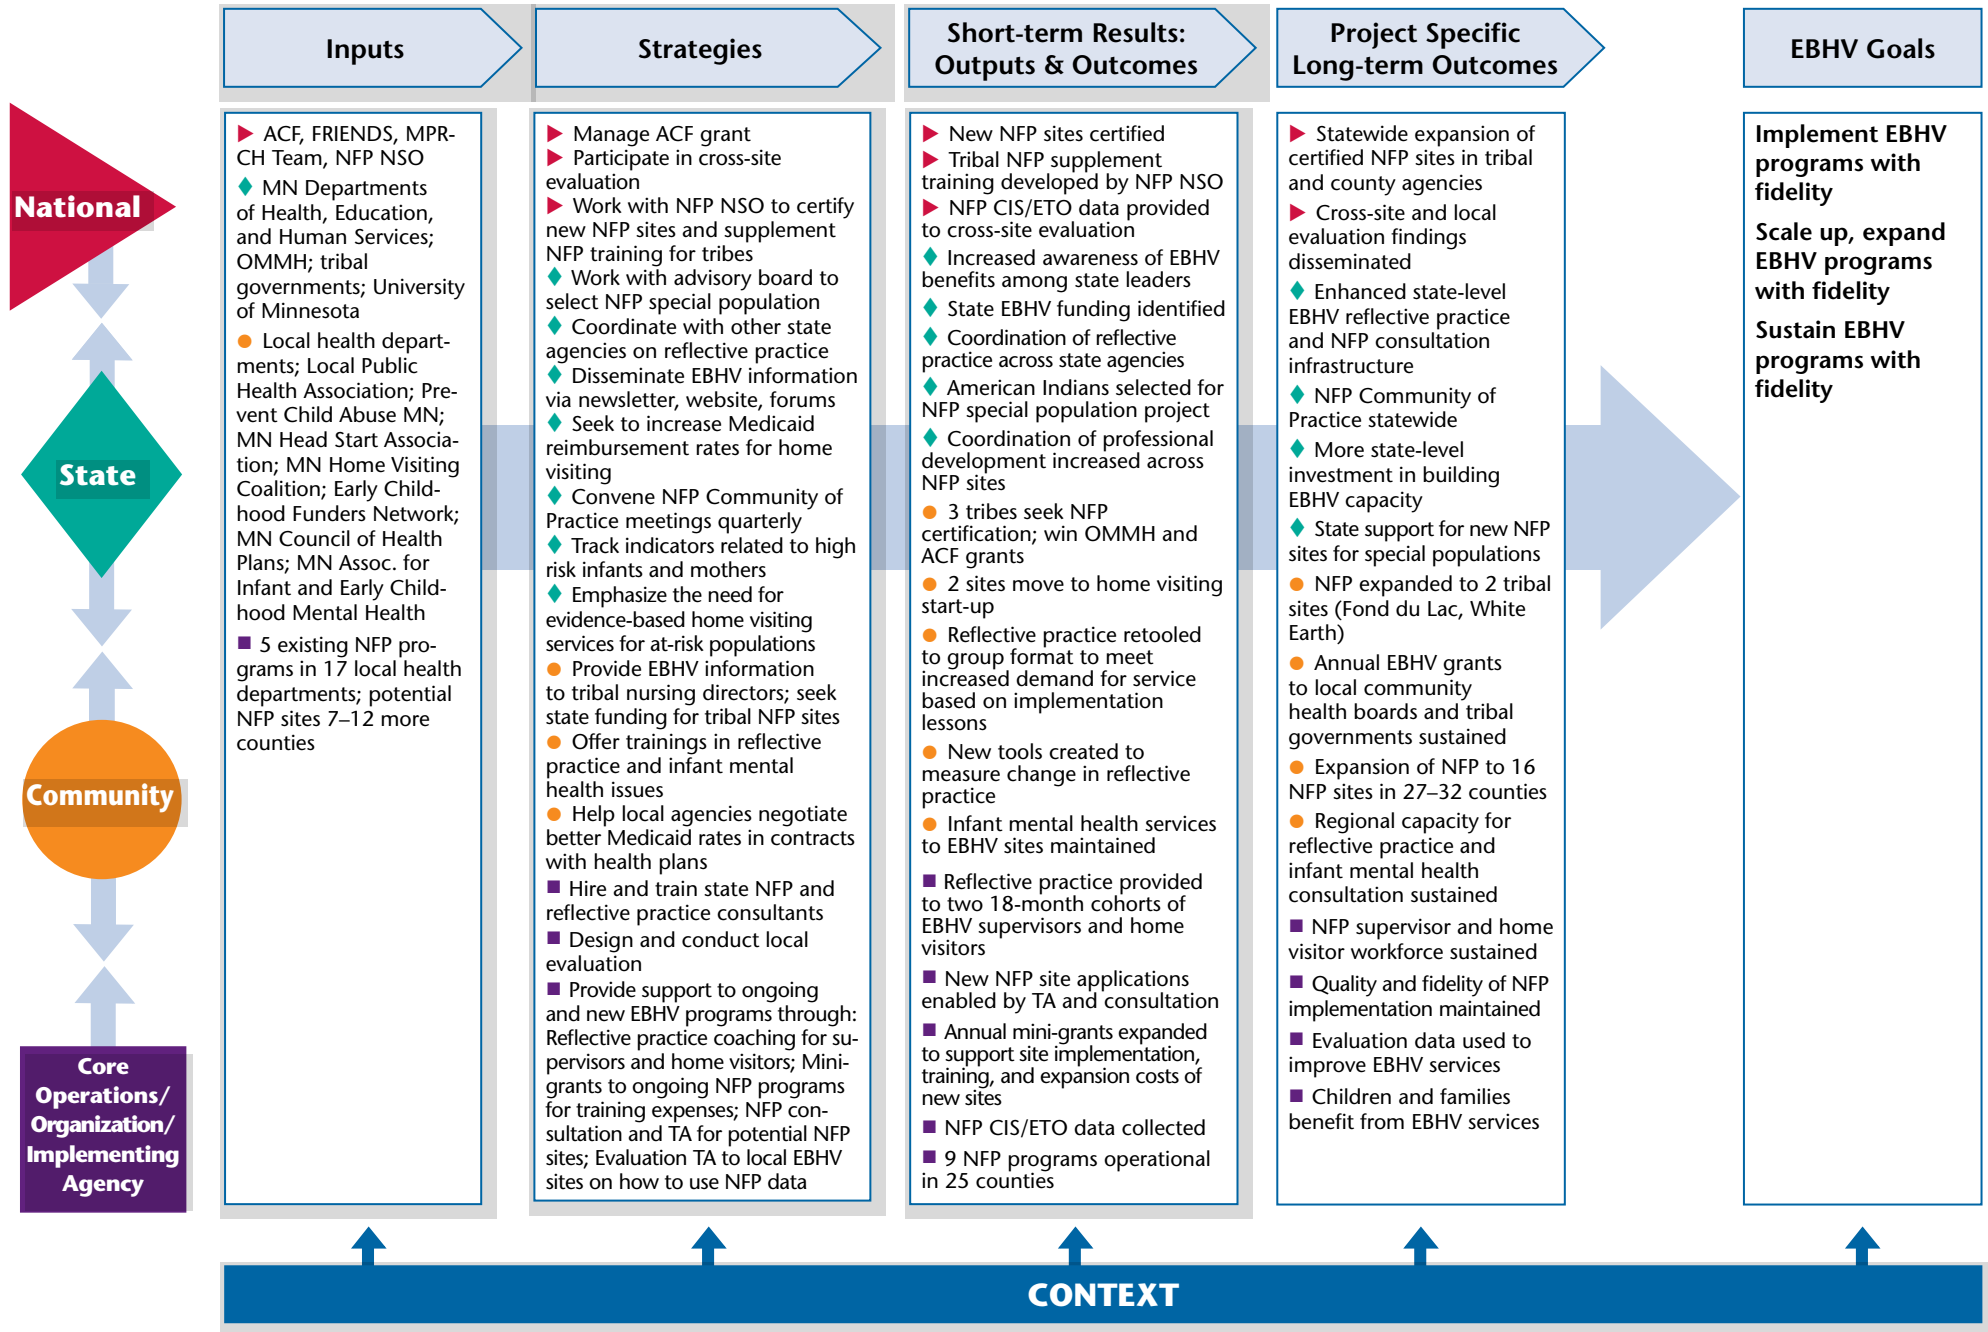 Inputs
Strategies
Short-term Results:
Outputs & Outcomes
Project Specific
Long-term Outcomes
EBHV Goals
National
State
Community
Core
Operations/
Organization/
Implementing
Agency
ACF, FRIENDS, MPR-
CH Team, NFP NSO
MN Departments
of Health, Education,
and Human Services;
OMMH; tribal
governments; University
of Minnesota
Local health depart-
ments; Local Public
Health Association; Pre-
vent Child Abuse MN;
MN Head Start Associa-
tion; MN Home Visiting
Coalition; Early Child-
hood Funders Network;
MN Council of Health
Plans; MN Assoc. for
Infant and Early Child-
hood Mental Health
5 existing NFP pro-
grams in 17 local health
departments; potential
NFP sites 7–12 more
counties
Manage ACF grant
Participate in cross-site
evaluation
Work with NFP NSO to certify
new NFP sites and supplement
NFP training for tribes
Work with advisory board to
select NFP special population
Coordinate with other state
agencies on reflective practice
Disseminate EBHV information
via newsletter, website, forums
Seek to increase Medicaid
reimbursement rates for home
visiting
Convene NFP Community of
Practice meetings quarterly
Track indicators related to high
risk infants and mothers
Emphasize the need for
evidence-based home visiting
services for at-risk populations
Provide EBHV information
to tribal nursing directors; seek
state funding for tribal NFP sites
Offer trainings in reflective
practice and infant mental
health issues
Help local agencies negotiate
better Medicaid rates in contracts
with health plans
Hire and train state NFP and
reflective practice consultants
Design and conduct local
evaluation
Provide support to ongoing
and new EBHV programs through:
Reflective practice coaching for su-
pervisors and home visitors; Mini-
grants to ongoing NFP programs
for training expenses; NFP con-
sultation and TA for potential NFP
sites; Evaluation TA to local EBHV
sites on how to use NFP data
New NFP sites certified
Tribal NFP supplement
training developed by NFP NSO
NFP CIS/ETO data provided
to cross-site evaluation
Increased awareness of EBHV
benefits among state leaders
State EBHV funding identified
Coordination of reflective
practice across state agencies
American Indians selected for
NFP special population project
Coordination of professional
development increased across
NFP sites
3 tribes seek NFP
certification; win OMMH and
ACF grants
2 sites move to home visiting
start-up
Reflective practice retooled
to group format to meet
increased demand for service
based on implementation
lessons
New tools created to
measure change in reflective
practice
Infant mental health services
to EBHV sites maintained
Reflective practice provided
to two 18-month cohorts of
EBHV supervisors and home
visitors
New NFP site applications
enabled by TA and consultation
Annual mini-grants expanded
to support site implementation,
training, and expansion costs of
new sites
NFP CIS/ETO data collected
9 NFP programs operational
in 25 counties
Statewide expansion of
certified NFP sites in tribal
and county agencies
Cross-site and local
evaluation findings
disseminated
Enhanced state-level
EBHV reflective practice
and NFP consultation
infrastructure
NFP Community of
Practice statewide
More state-level
investment in building
EBHV capacity
State support for new NFP
sites for special populations
NFP expanded to 2 tribal
sites (Fond du Lac, White
Earth)
Annual EBHV grants
to local community
health boards and tribal
governments sustained
Expansion of NFP to 16
NFP sites in 27–32 counties
Regional capacity for
reflective practice and
infant mental health
consultation sustained
NFP supervisor and home
visitor workforce sustained
Quality and fidelity of NFP
implementation maintained
Evaluation data used to
improve EBHV services
Children and families
benefit from EBHV services
Implement EBHV
programs with
fidelity
Scale up, expand
EBHV programs
with fidelity
Sustain EBHV
programs with
fidelity
CONTEXT